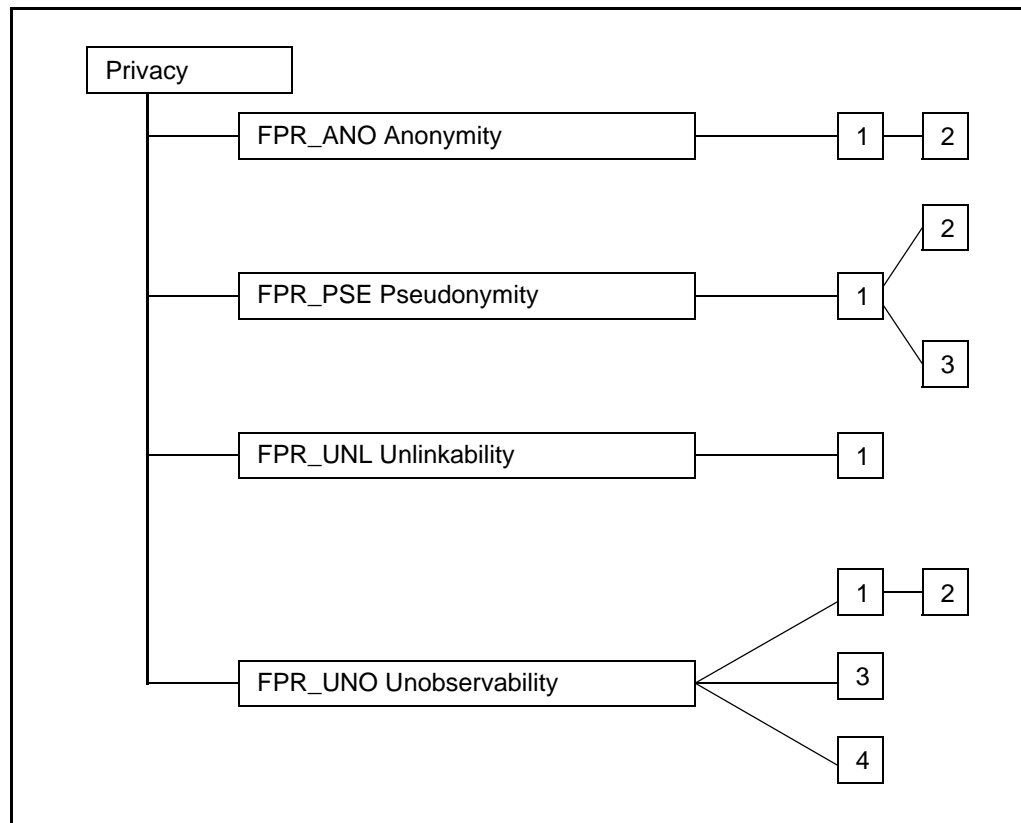 Privacy
FPR_ANO Anonymity 1 2
2
FPR_PSE Pseudonymity 1
3
FPR_UNL Unlinkability 1
1 2
FPR_UNO Unobservability 3
4